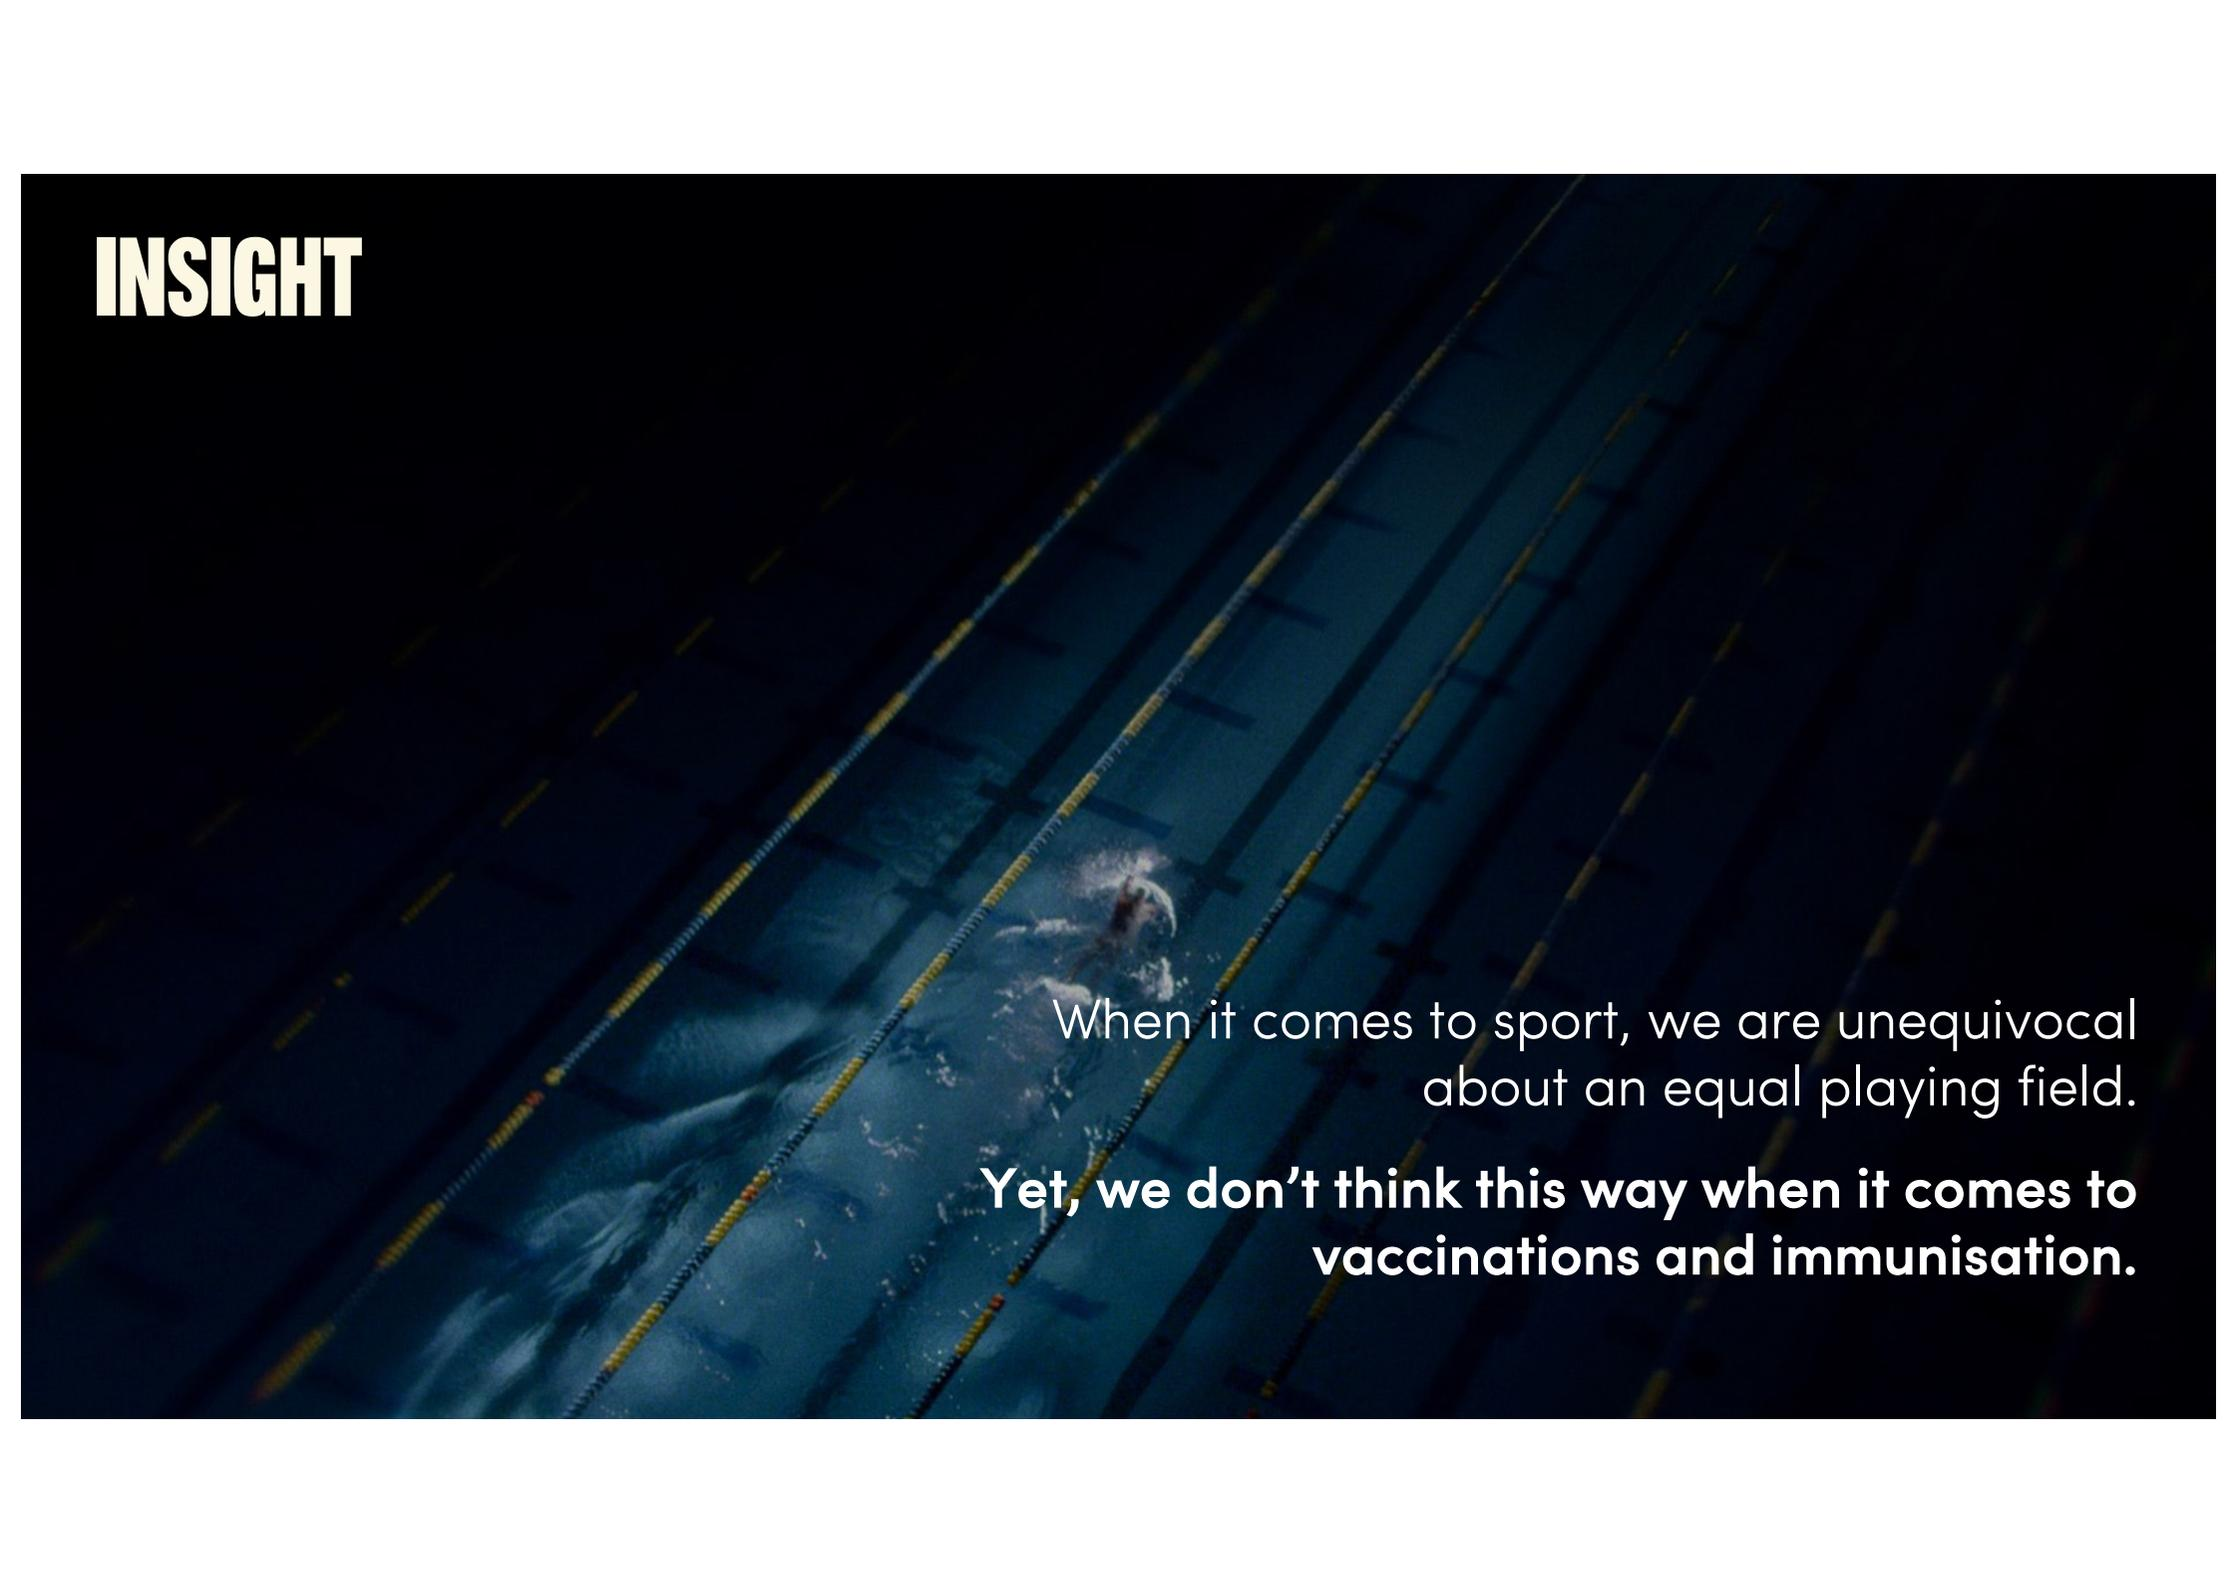 INSIGHT
When it comes to sport, we are unequivocal
about an equal playing field.
Yet, we don’t think this way when it comes to
vaccinations and immunisation.